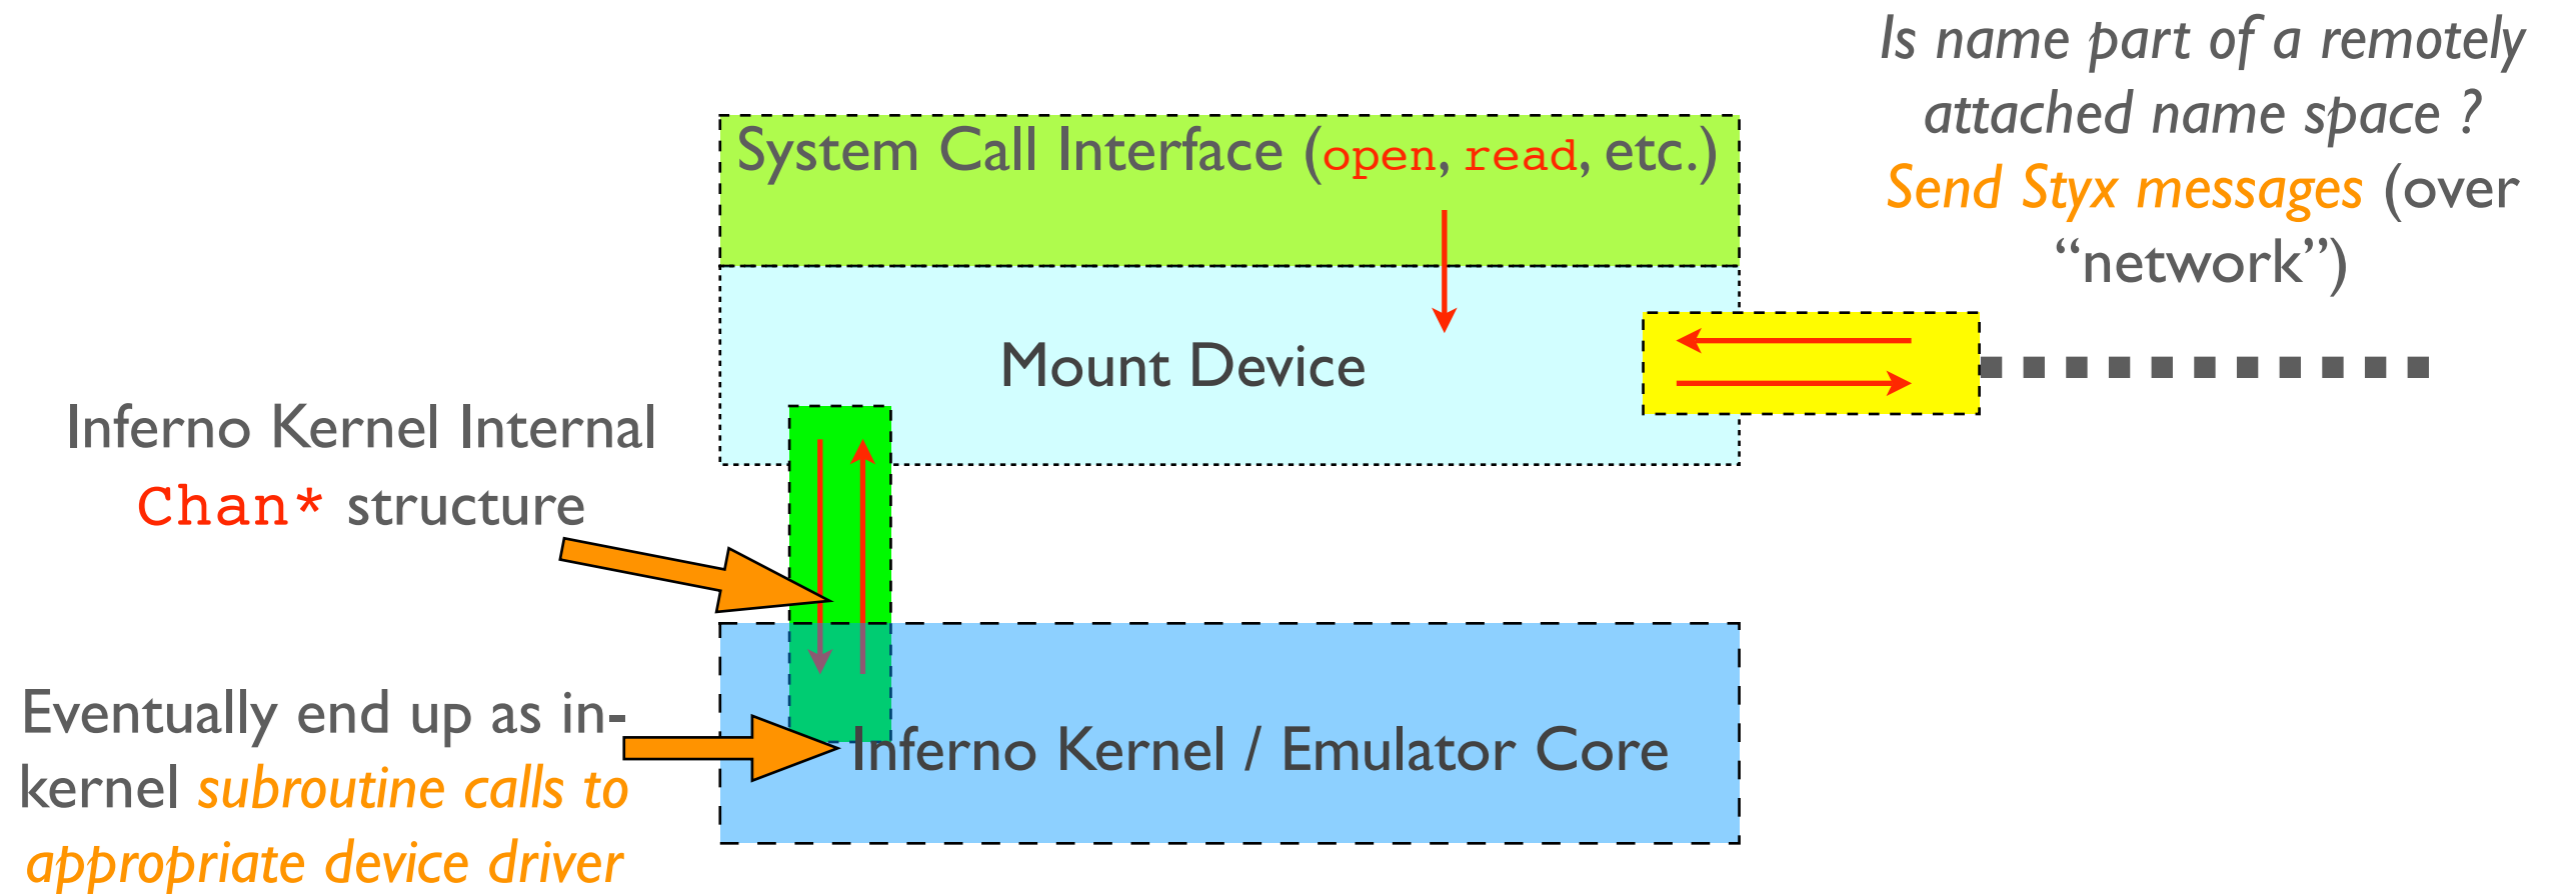 Is name part of a remotely
attached name space ?
Send Styx messages (over
“network”)
System Call Interface (open, read, etc.)
Mount Device
Inferno Kernel Internal
Chan* structure
Eventually end up as in-
kernel subroutine calls to
appropriate device driver
Inferno Kernel / Emulator Core